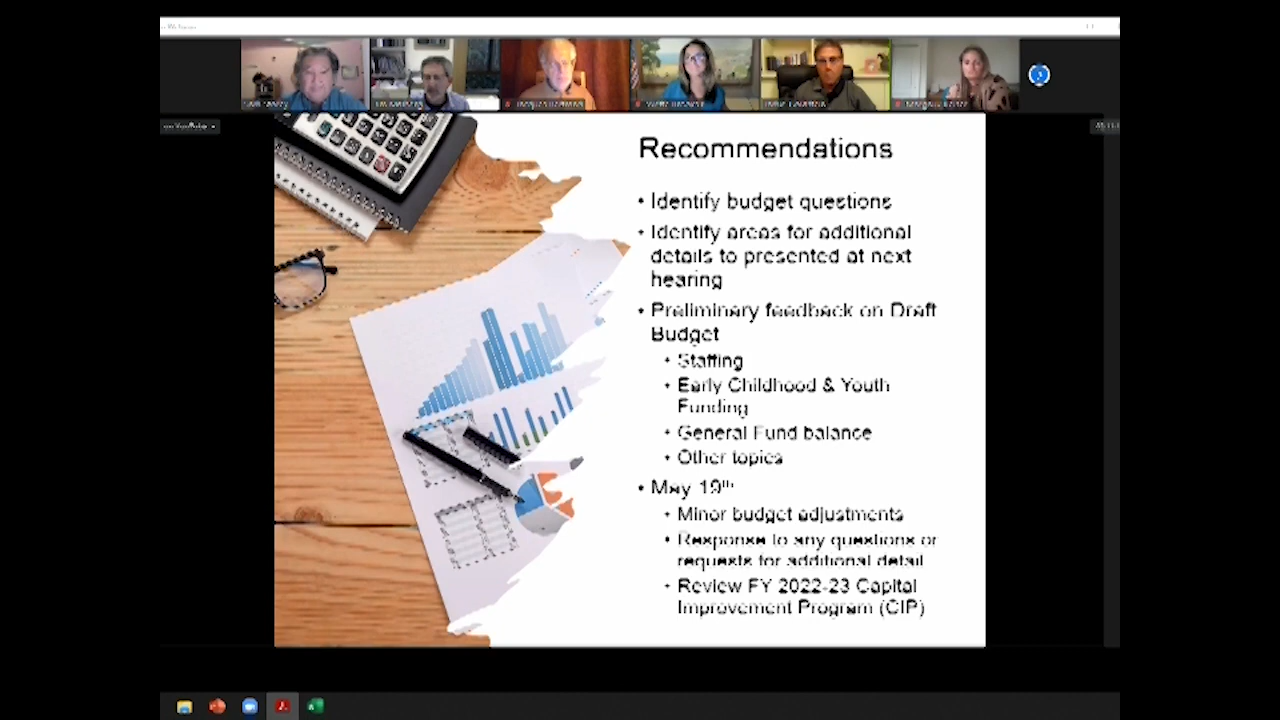 Recommendations
• Identify budget questions
• Identify areas for additional
details to presented at next
hearing
• Preliminary feedback on Draft
Budget
• Staffing
• Early Childhood & Youth
Funding
• General Fund balance
• Other topics
• May 19th
• Minor budget adjustments
• Response to any questions or
requests for additional detail
• Review FY 2022-23 Capital
Improvement Program (CIP)